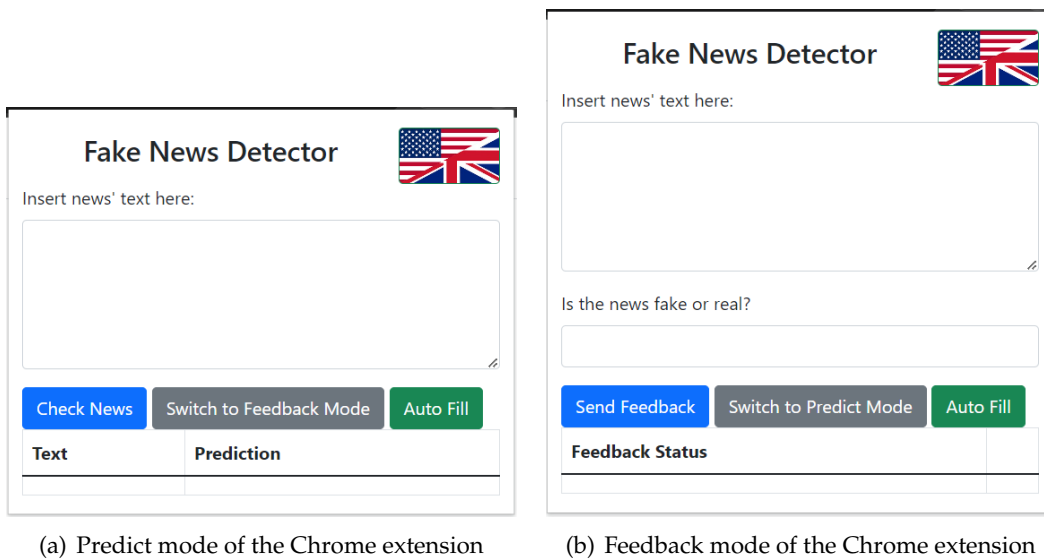 Fake News Detector
Insert news' text here:
Check News Switch to Feedback Mode Auto Fill
Text Prediction
(a) Predict mode of the Chrome extension
Fake News Detector
Insert news' text here:
Is the news fake or real?
Send Feedback Switch to Predict Mode Auto Fill
Feedback Status
(b) Feedback mode of the Chrome extension